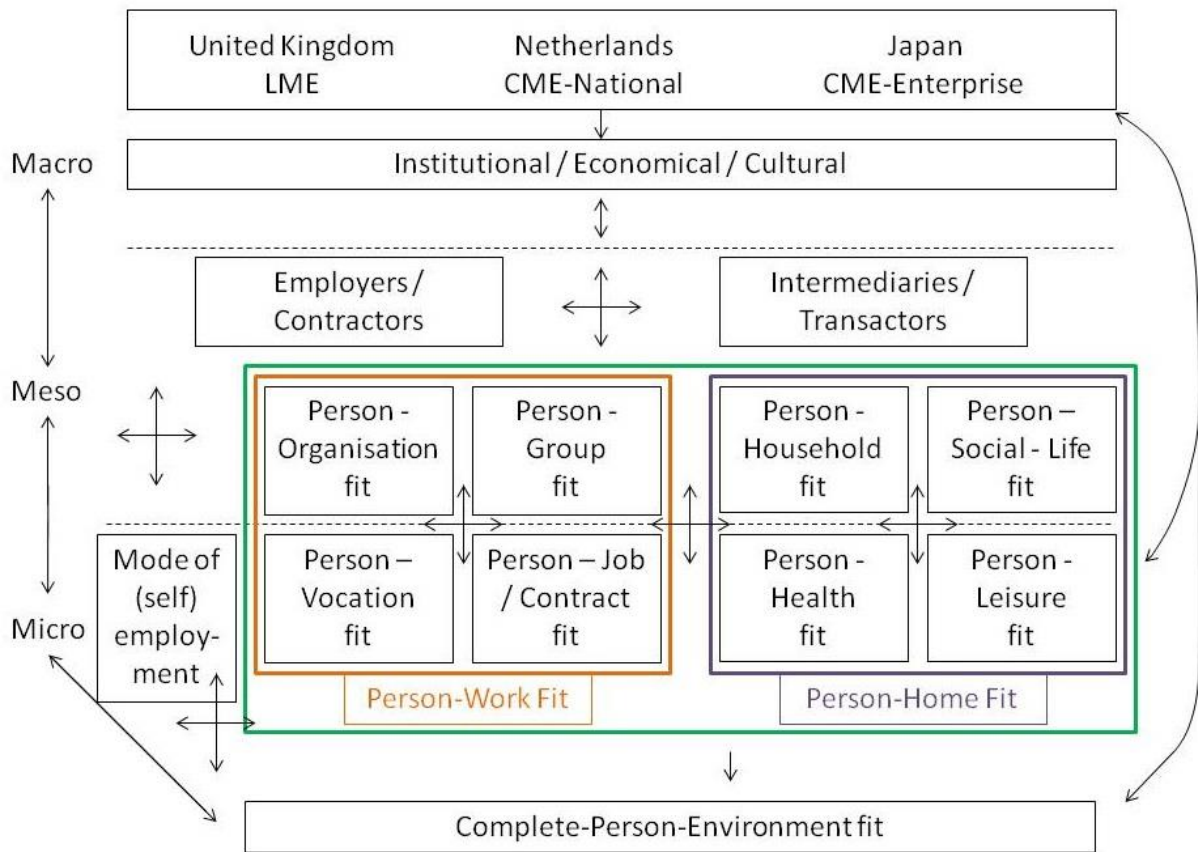 United Kingdom
LME
Netherlands
CME-National
Japan
CME-Enterprise
Macro
Institutional / Economical / Cultural
Employers /
Contractors
Intermediaries /
Transactors
Meso
Person -
Organisation
fit
Person -
Group
fit
Person -
Household
fit
Person –
Social - Life
fit
Mode of
(self)
employ-
ment
Person –
Vocation
fit
Person – Job
/ Contract
fit
Person -
Health
fit
Person -
Leisure
fit
Micro
Person-Work Fit
Person-Home Fit
Complete-Person-Environment fit